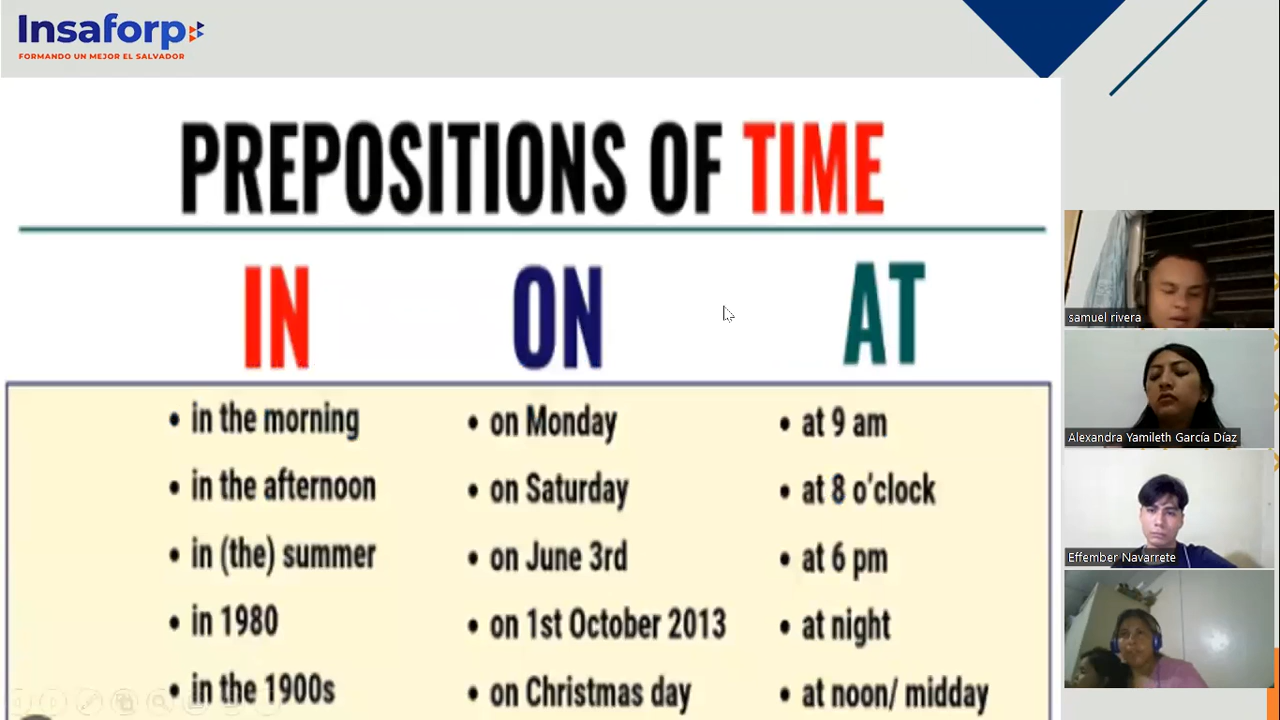 Insaforp
FORMANDO UN MEJOR EL SALVADOR
PREPOSITIONS OF TIME
IN
ON
AT
• in the morning
• in the afternoon
• in (the) summer
• in 1980
• in the 1900s
• on Monday
• on Saturday
• on June 3rd
• on 1st October 2013
• on Christmas day
• at 9 am
• at 8 o'clock
• at 6 pm
• at night
• at noon/ midday
samuel rivera
Alexandra Yamileth García Díaz
Effember Navarrete